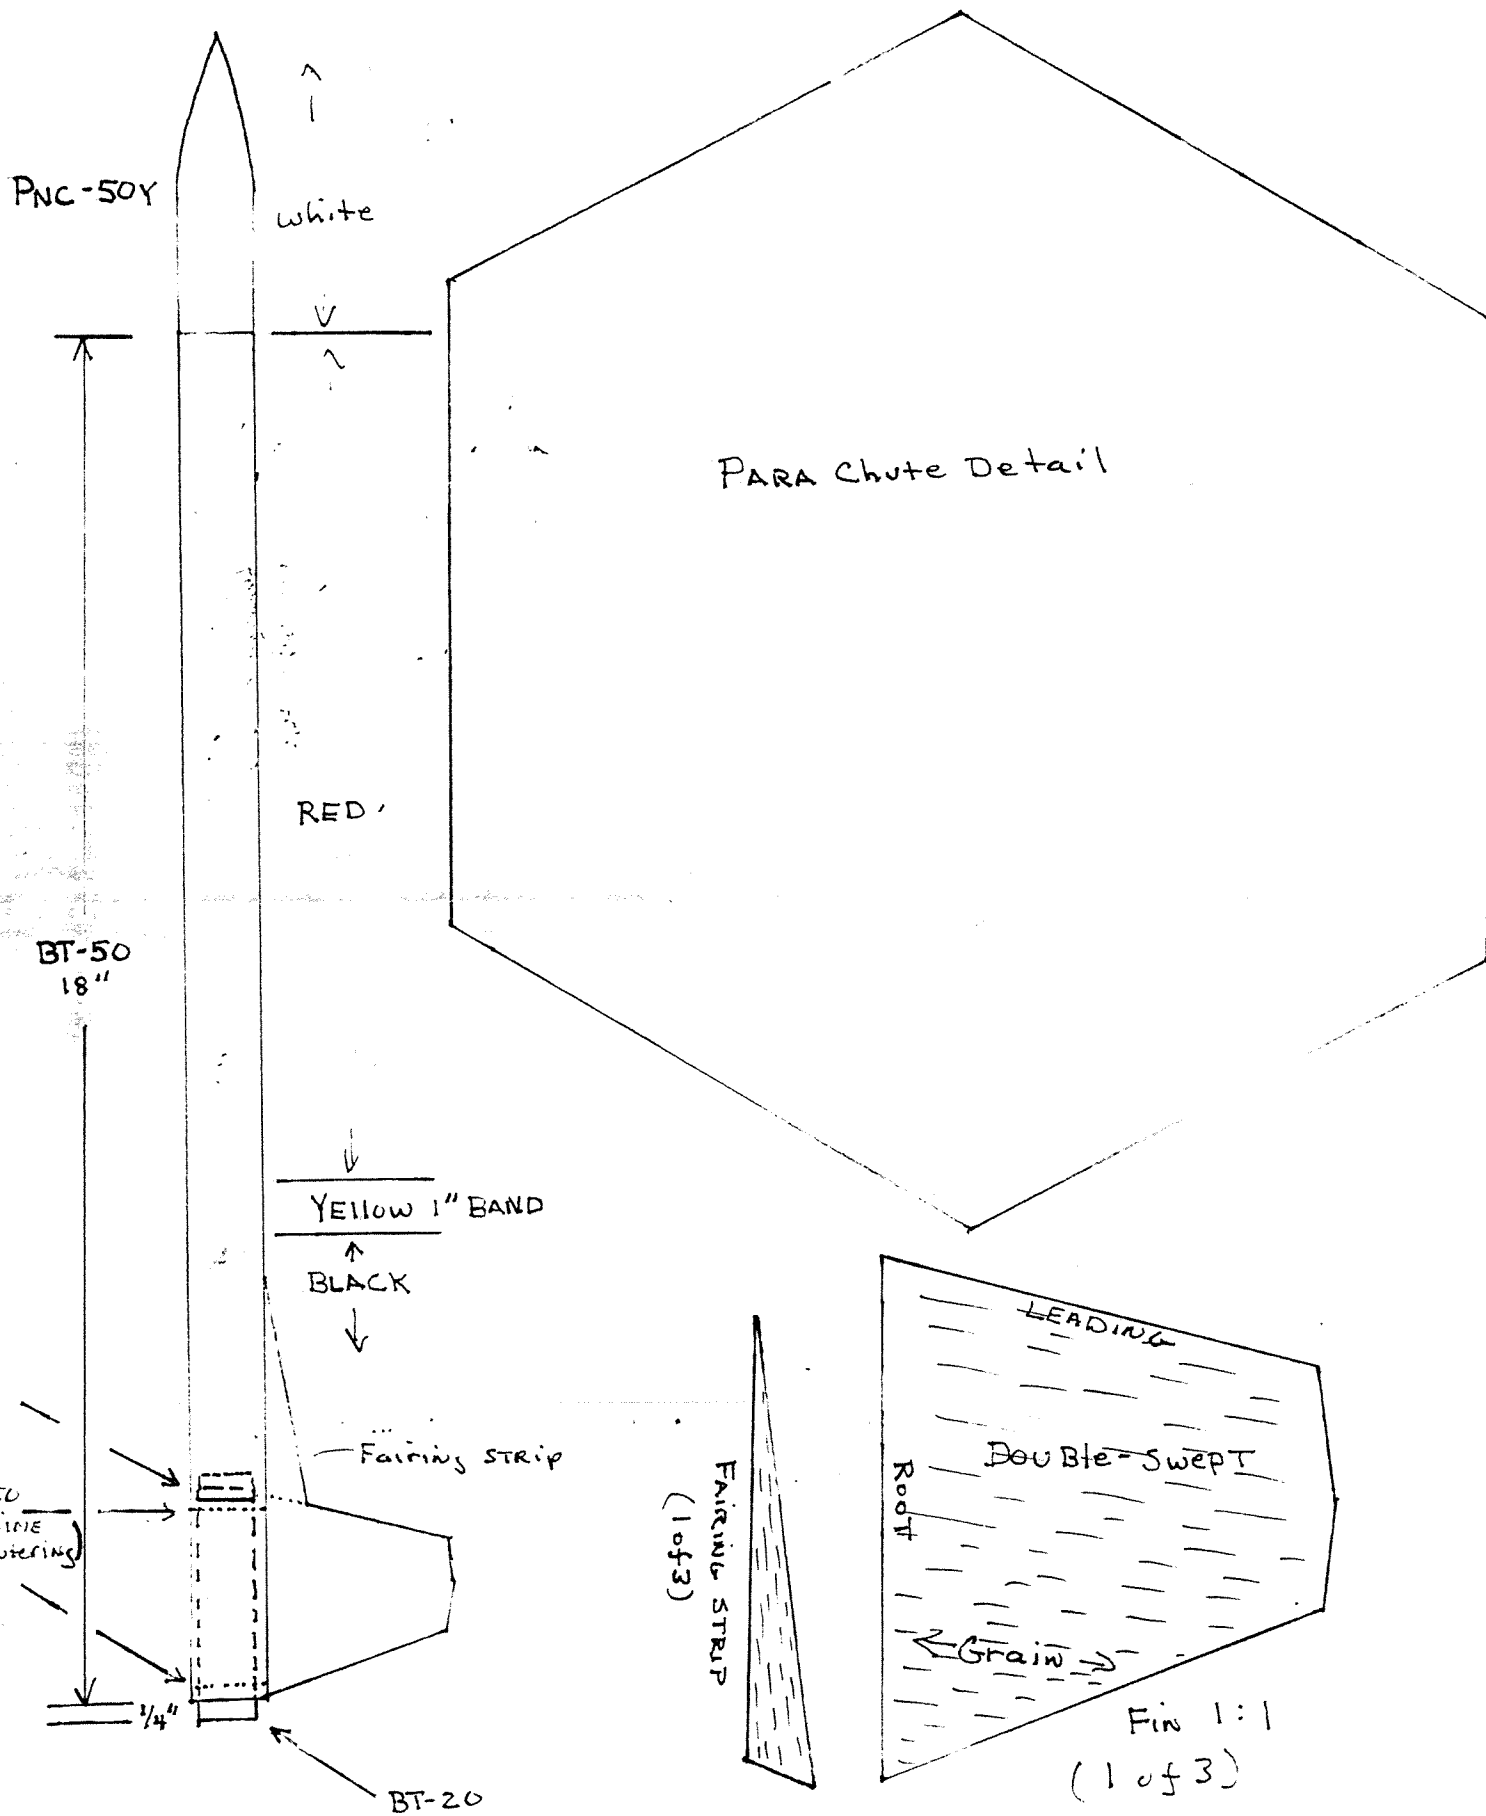 PNC-50Y
white
PARA Chute Detail
RED
BT-50
18"
YEllow 1" BAND
BLACK
Fairing STRIP
LEADING
DOUBle-SwepT
ROOT
Grain
FAIRING STRIP
(1 of 3)
1/4"
Fin 1:1
(1 of 3)
BT-20